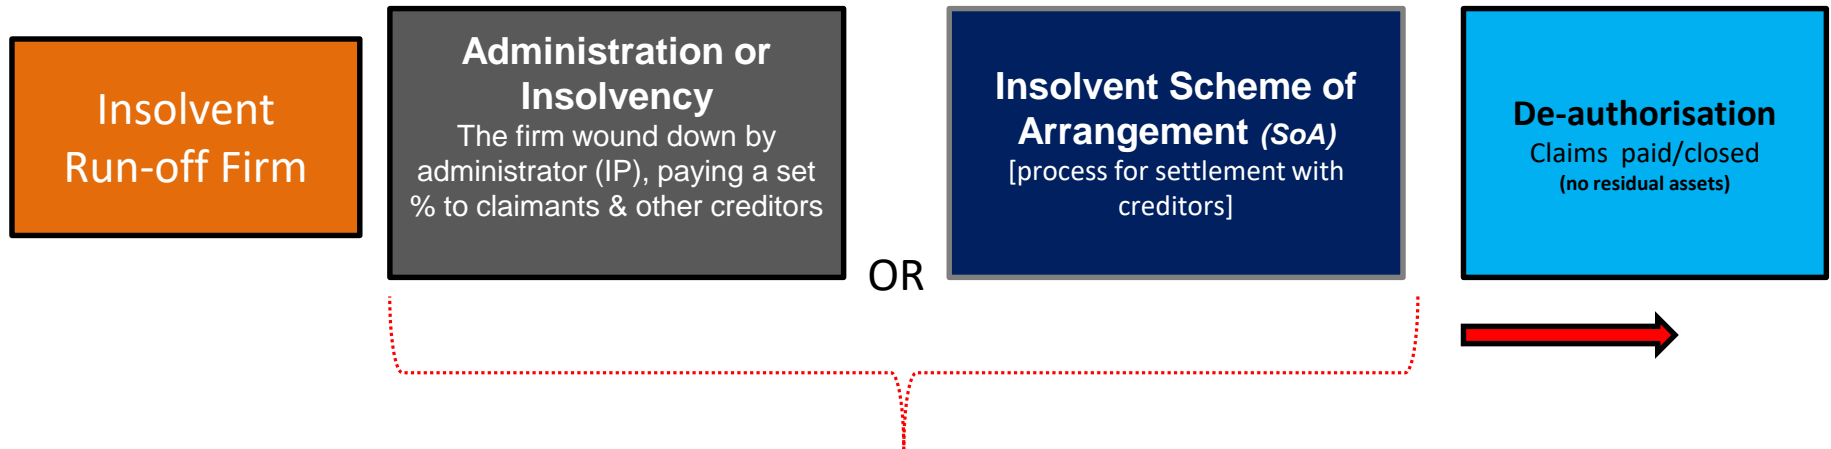 Insolvent
Run-off Firm
Administration or
Insolvency
The firm wound down by
administrator (IP), paying a set
% to claimants & other creditors
OR
Insolvent Scheme of
Arrangement (SoA)
[process for settlement with
creditors]
De-authorisation
Claims  paid/closed
(no residual assets)